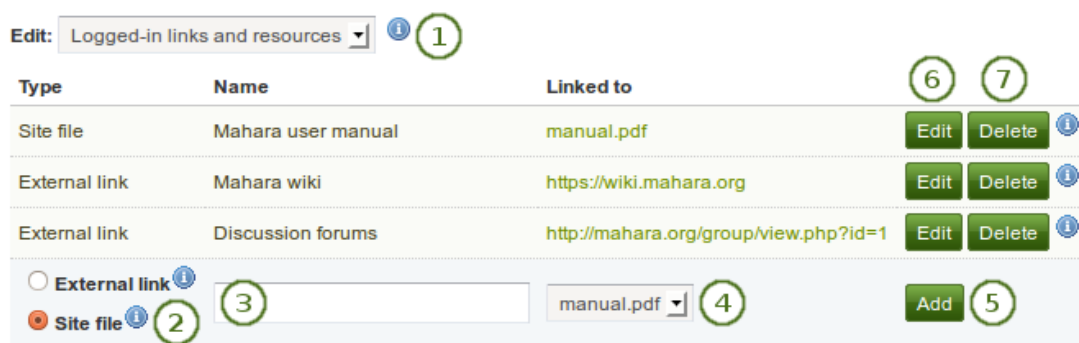 Edit: Logged-in links and resources i 1
Type Name Linked to 6 7
Site file Mahara user manual manual.pdf Edit Delete i
External link Mahara wiki https://wiki.mahara.org Edit Delete i
External link Discussion forums http://mahara.org/group/view.php?id=1 Edit Delete i
External link i
Site file i 2 3 manual.pdf 4 Add 5